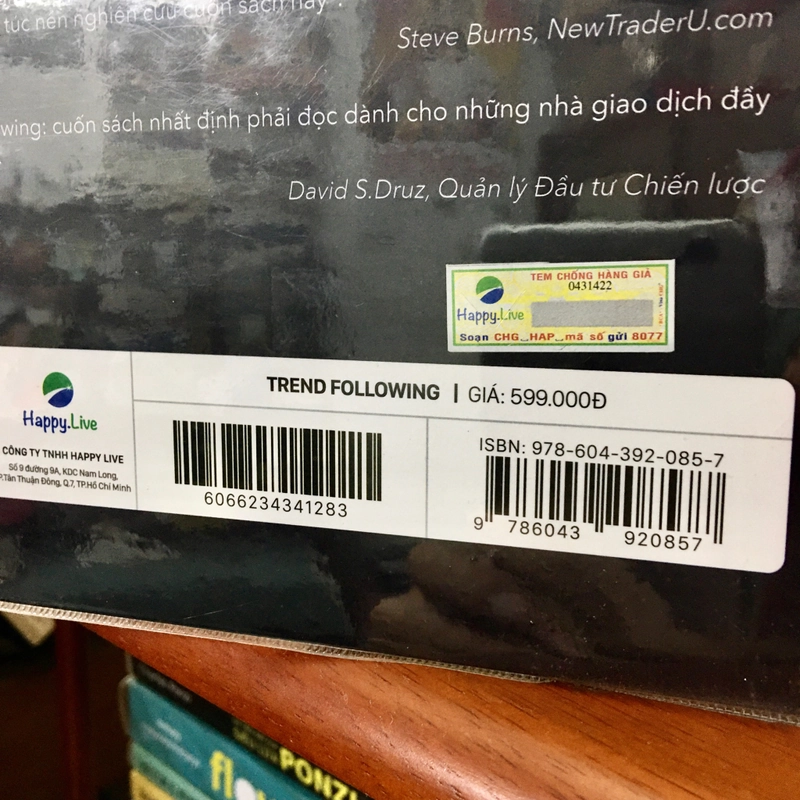 túc nên nghiên cứu cuốn sách này".
Steve Burns, NewTraderU.com
wing: cuốn sách nhất định phải đọc dành cho những nhà giao dịch đầy
David S.Druz, Quản lý Đầu tư Chiến lược
TEM CHỐNG HÀNG GIẢ
0431422
Happy.Live
Soạn CHG_HAP_mã số gửi 8077
Happy.Live
CÔNG TY TNHH HAPPY LIVE
Số 9 đường 9A, KDC Nam Long,
P.Tân Thuận Đông, Q.7, TP.Hồ Chí Minh
TREND FOLLOWING | GIÁ: 599.000Đ
6066234341283
ISBN: 978-604-392-085-7
9 786043 920857
PONZI